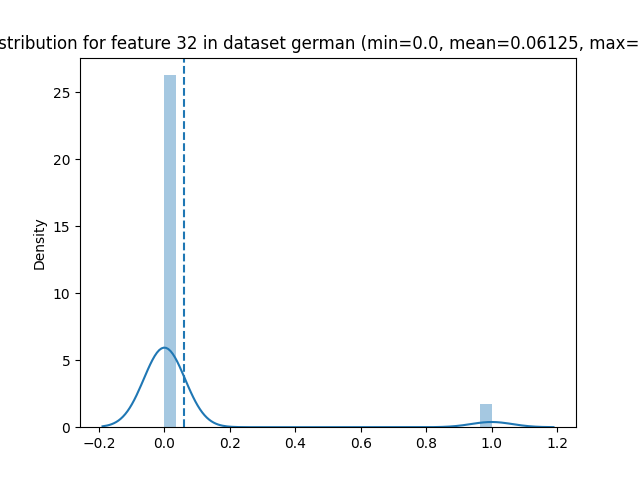 stribution for feature 32 in dataset german (min=0.0, mean=0.06125, max=
Density
25
20
15
10
5
0
−0.2 0.0 0.2 0.4 0.6 0.8 1.0 1.2